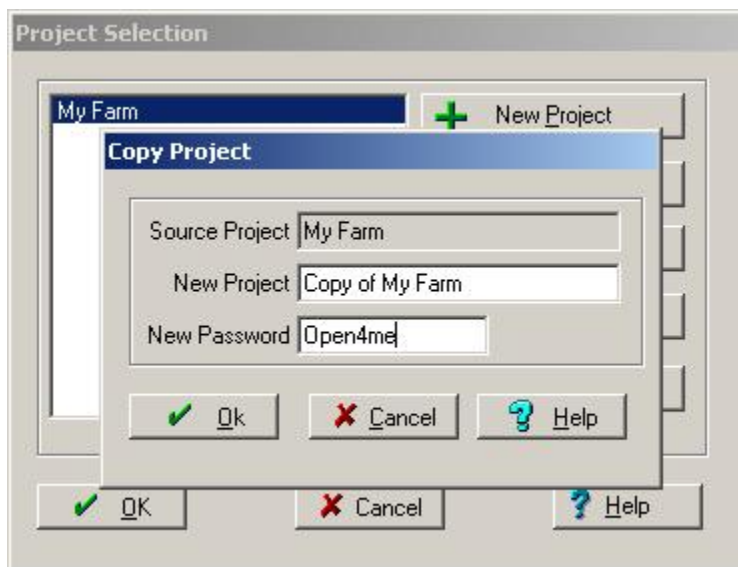 Project Selection
My Farm
New Project
Copy Project
Source Project My Farm
New Project Copy of My Farm
New Password Open4me
Ok Cancel Help
OK Cancel Help